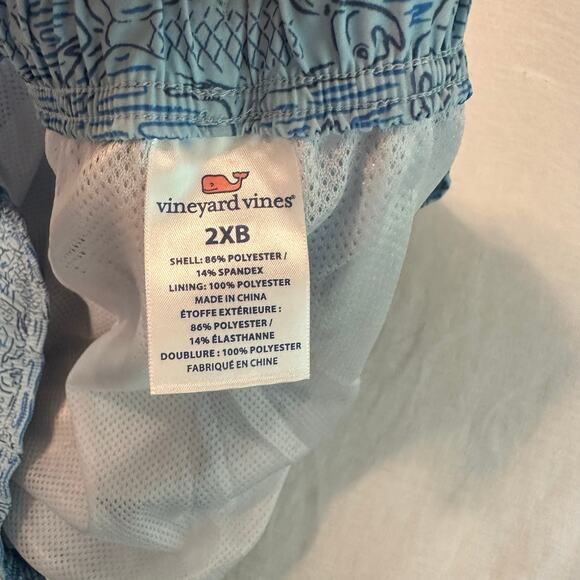 vineyard vines®
2XB
SHELL: 86% POLYESTER /
14% SPANDEX
LINING: 100% POLYESTER
MADE IN CHINA
ÉTOFFE EXTÉRIEURE :
86% POLYESTER /
14% ÉLASTHANNE
DOUBLURE : 100% POLYESTER
FABRIQUÉ EN CHINE